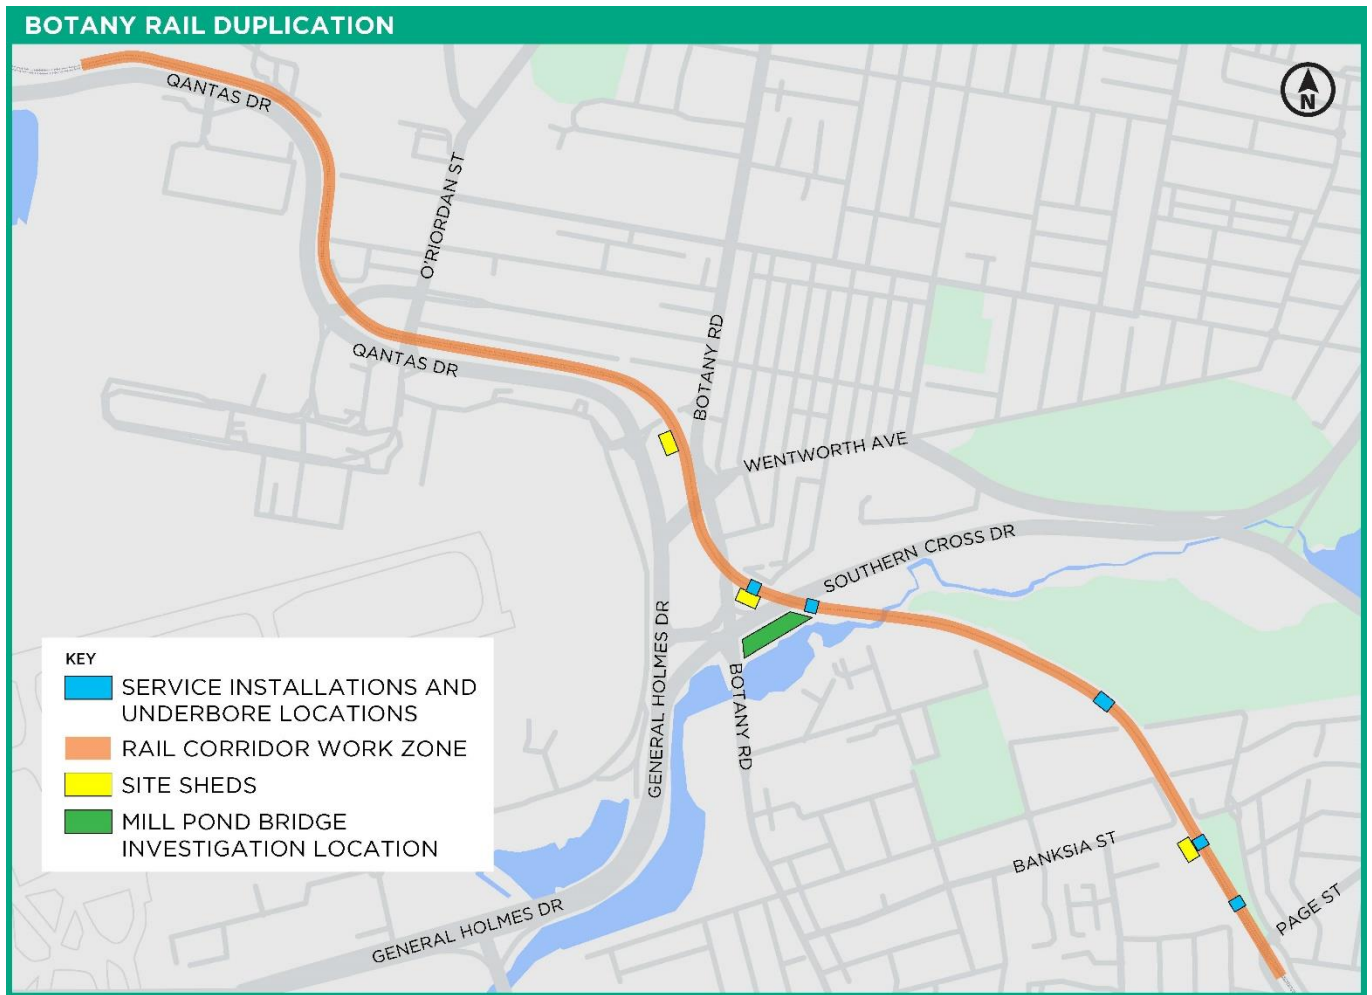 BOTANY RAIL DUPLICATION
N
QANTAS DR
O'RIORDAN ST
QANTAS DR
BOTANY RD
WENTWORTH AVE
SOUTHERN CROSS DR
GENERAL HOLMES DR
BOTANY RD
BANKSIA ST
PAGE ST
GENERAL HOLMES DR
KEY
SERVICE INSTALLATIONS AND
UNDERBORE LOCATIONS
RAIL CORRIDOR WORK ZONE
SITE SHEDS
MILL POND BRIDGE
INVESTIGATION LOCATION